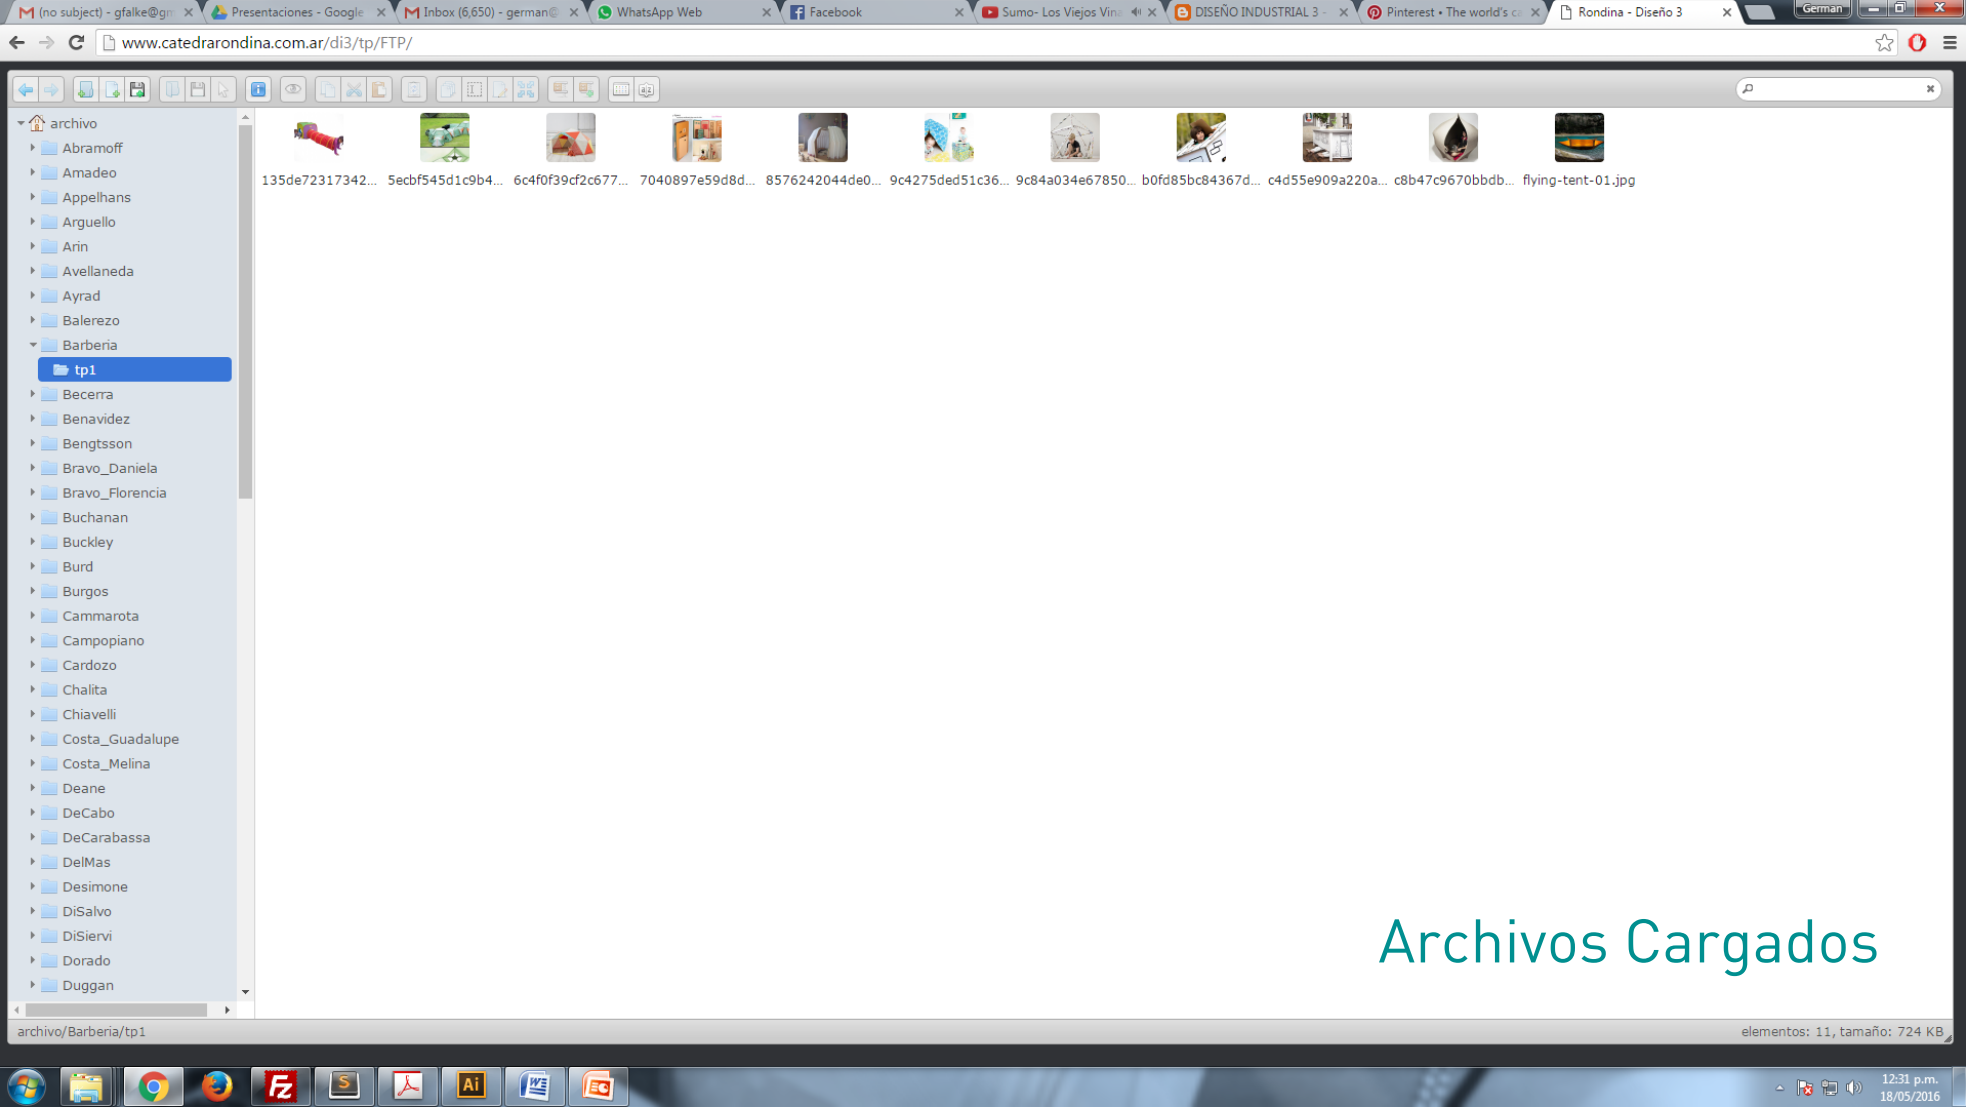 (no subject) - gfalke@gm
Presentaciones - Google
Inbox (6,650) - german@
WhatsApp Web
Facebook
Sumo- Los Viejos Vina
DISEÑO INDUSTRIAL 3 -
Pinterest • The world's ca
Rondina - Diseño 3
German
www.catedrarondina.com.ar/di3/tp/FTP/
archivo
Abramoff
Amadeo
Appelhans
Arguello
Arin
Avellaneda
Ayrad
Balerezo
Barberia
tp1
Becerra
Benavidez
Bengtsson
Bravo_Daniela
Bravo_Florencia
Buchanan
Buckley
Burd
Burgos
Cammarota
Campopiano
Cardozo
Chalita
Chiavelli
Costa_Guadalupe
Costa_Melina
Deane
DeCabo
DeCarabassa
DelMas
Desimone
DiSalvo
DiSiervi
Dorado
Duggan
135de72317342...
5ecbf545d1c9b4...
6c4f0f39cf2c677...
7040897e59d8d...
8576242044de0...
9c4275ded51c36...
9c84a034e67850...
b0fd85bc84367d...
c4d55e909a220a...
c8b47c9670bbdb...
flying-tent-01.jpg
Archivos Cargados
archivo/Barberia/tp1
elementos: 11, tamaño: 724 KB
Fz
S
Ai
W
12:31 p.m.
18/05/2016